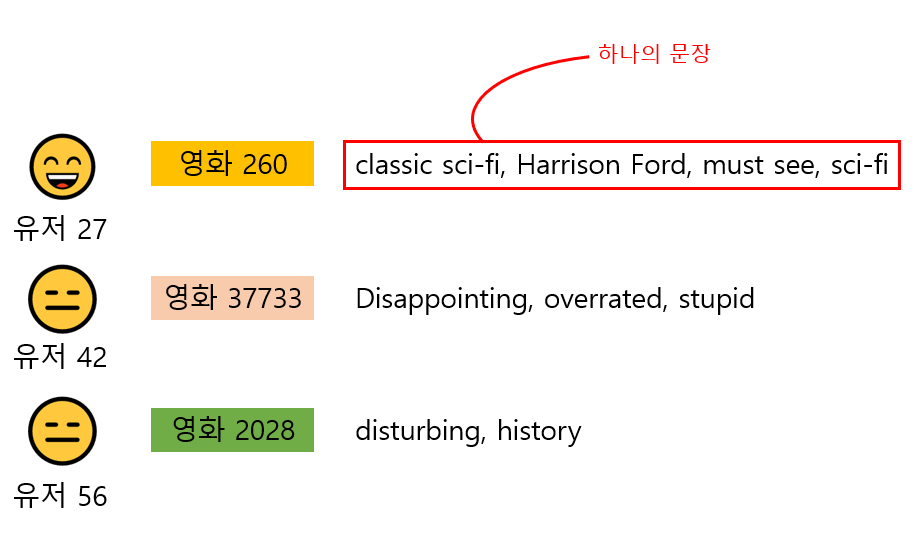 하나의 문장
영화 260 classic sci-fi, Harrison Ford, must see, sci-fi
유저 27
영화 37733 Disappointing, overrated, stupid
유저 42
영화 2028 disturbing, history
유저 56